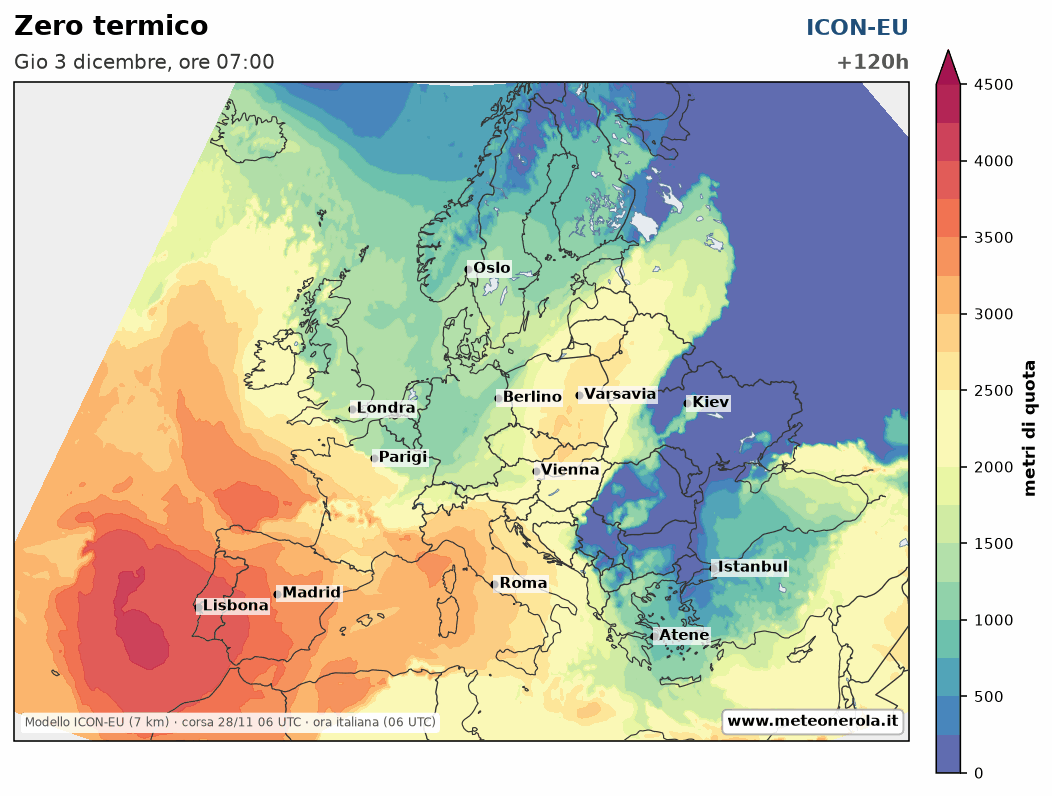 Zero termico
ICON-EU
Gio 3 dicembre, ore 07:00
+120h
4500
4000
3500
3000
2500
2000
1500
1000
500
0
metri di quota
Oslo
Berlino
Varsavia
Kiev
Londra
Parigi
Vienna
Istanbul
Roma
Madrid
Lisbona
Atene
Modello ICON-EU (7 km) · corsa 28/11 06 UTC · ora italiana (06 UTC)
www.meteonerola.it